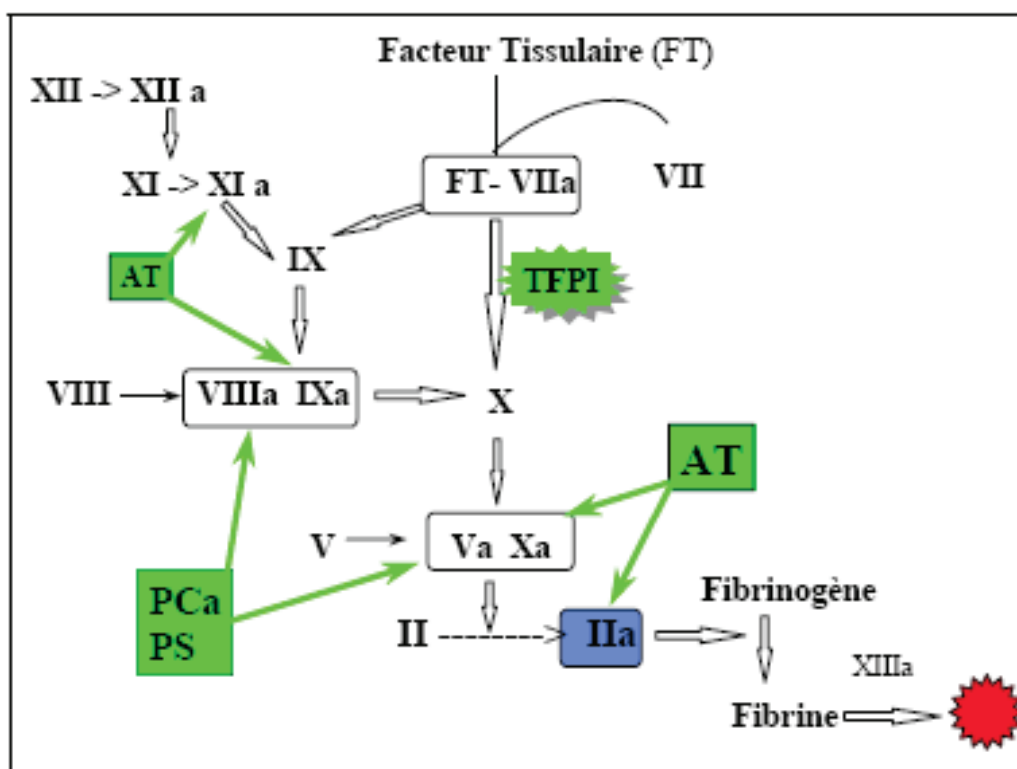 Facteur Tissulaire (FT)
XII -> XII a
XI -> XI a
FT- VIIa
VII
IX
AT
TFPI
VIII
VIIIa IXa
X
AT
V
Va Xa
PCa
PS
II
IIa
Fibrinogène
XIIIa
Fibrine